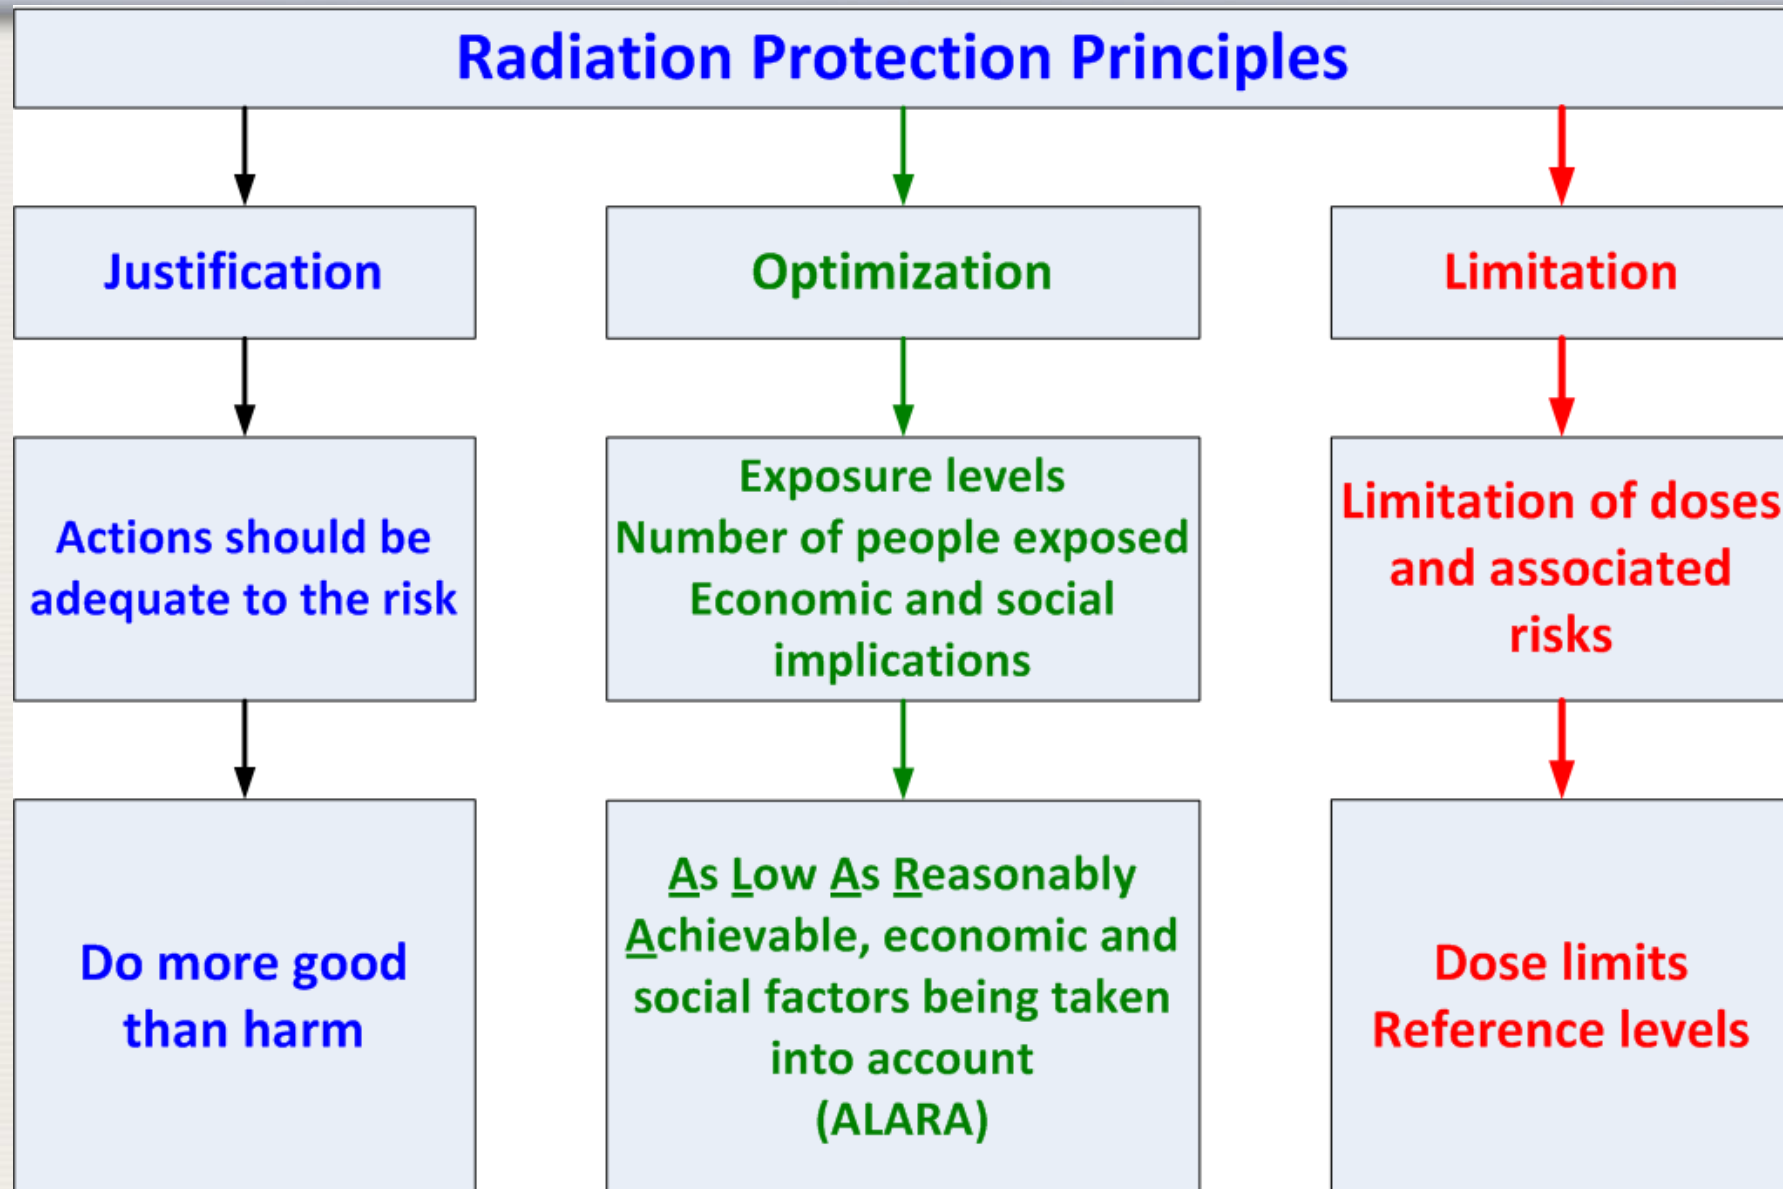 Radiation Protection Principles
Justification
Optimization
Limitation
Actions should be
adequate to the risk
Exposure levels
Number of people exposed
Economic and social
implications
Limitation of doses
and associated
risks
Do more good
than harm
As Low As Reasonably
Achievable, economic and
social factors being taken
into account
(ALARA)
Dose limits
Reference levels